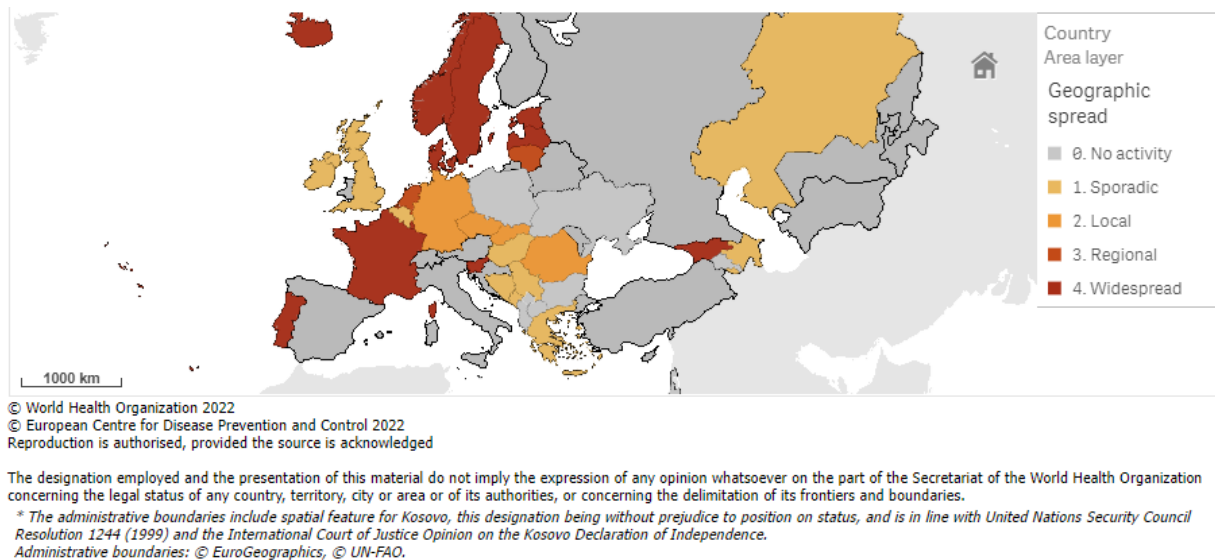 Country
Area layer
Geographic
spread
0. No activity
1. Sporadic
2. Local
3. Regional
4. Widespread
1000 km
© World Health Organization 2022
© European Centre for Disease Prevention and Control 2022
Reproduction is authorised, provided the source is acknowledged
The designation employed and the presentation of this material do not imply the expression of any opinion whatsoever on the part of the Secretariat of the World Health Organization
concerning the legal status of any country, territory, city or area or of its authorities, or concerning the delimitation of its frontiers and boundaries.
* The administrative boundaries include spatial feature for Kosovo, this designation being without prejudice to position on status, and is in line with United Nations Security Council
Resolution 1244 (1999) and the International Court of Justice Opinion on the Kosovo Declaration of Independence.
Administrative boundaries: © EuroGeographics, © UN-FAO.